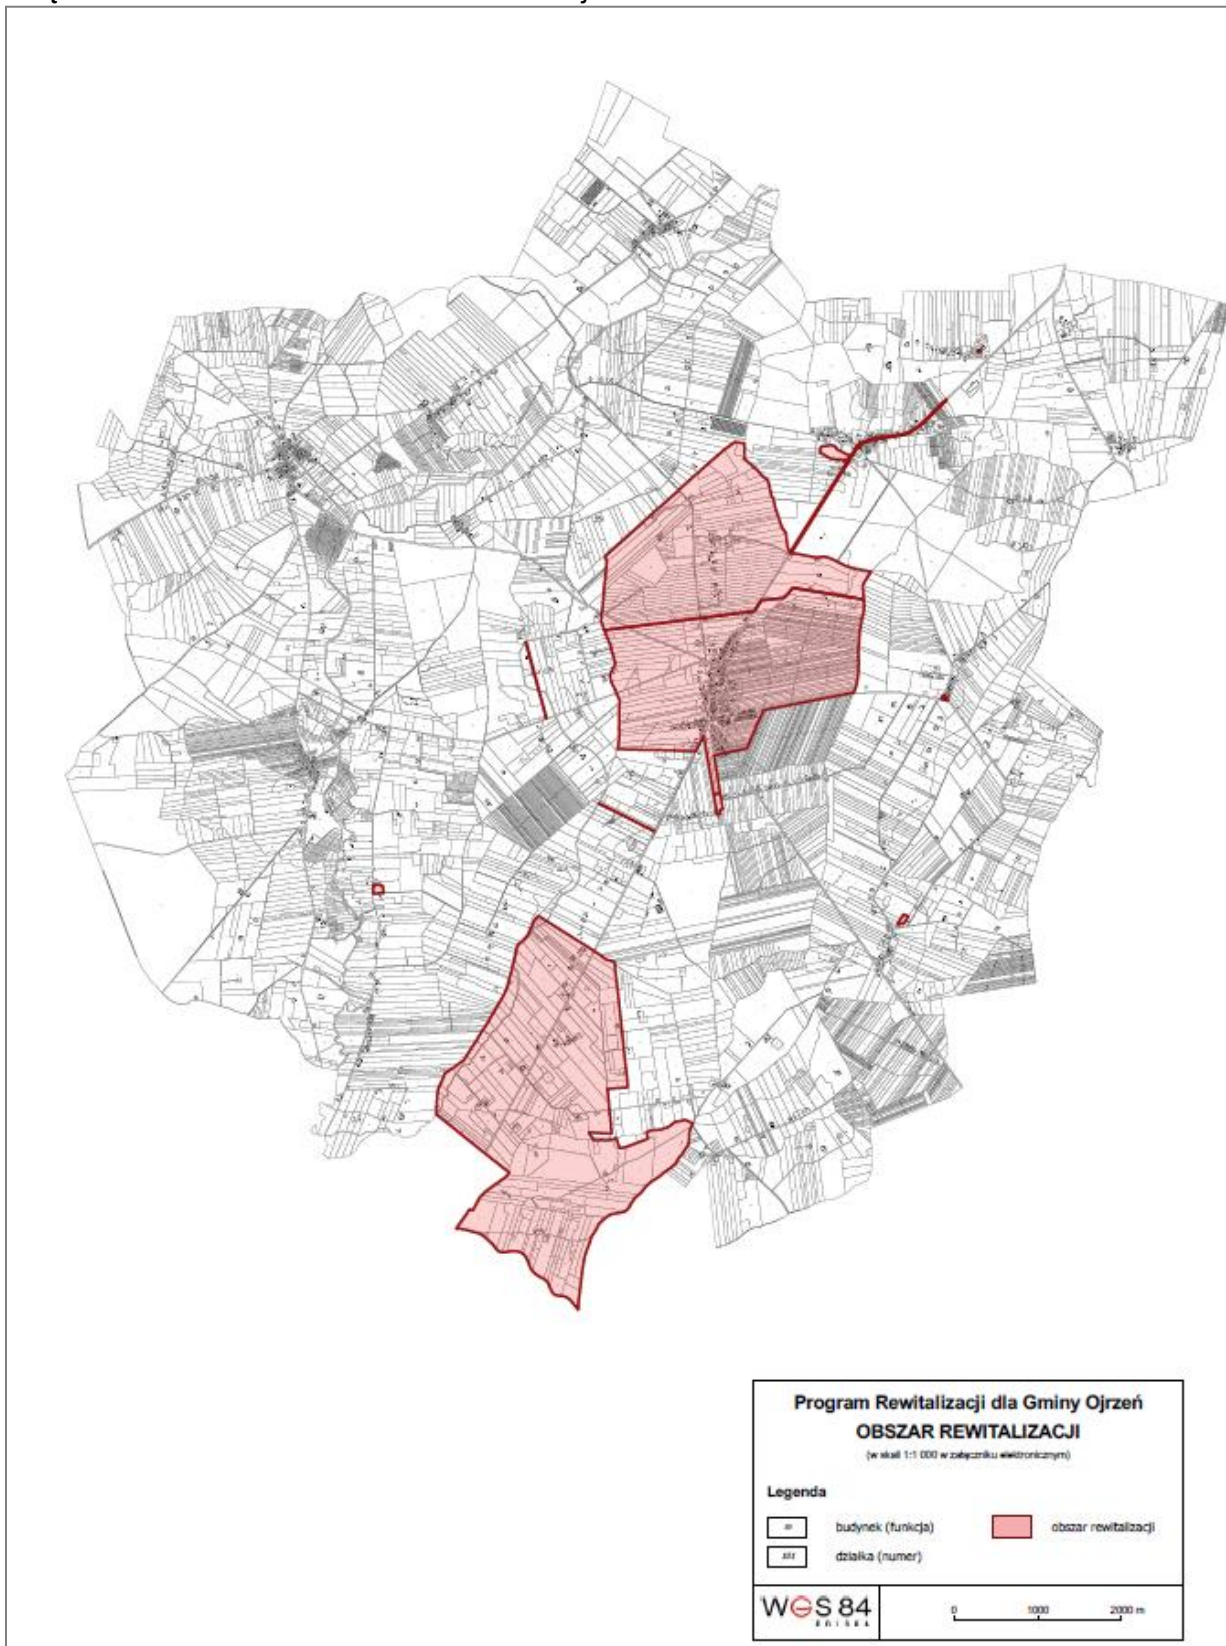 Program Rewitalizacji dla Gminy Ojrzeń
OBSZAR REWITALIZACJI
(w skali 1:1 000 w załączniku elektronicznym)
Legenda
budynek (funkcja)
obszar rewitalizacji
działka (numer)
WGS 84
POLSKA
0 1000 2000 m